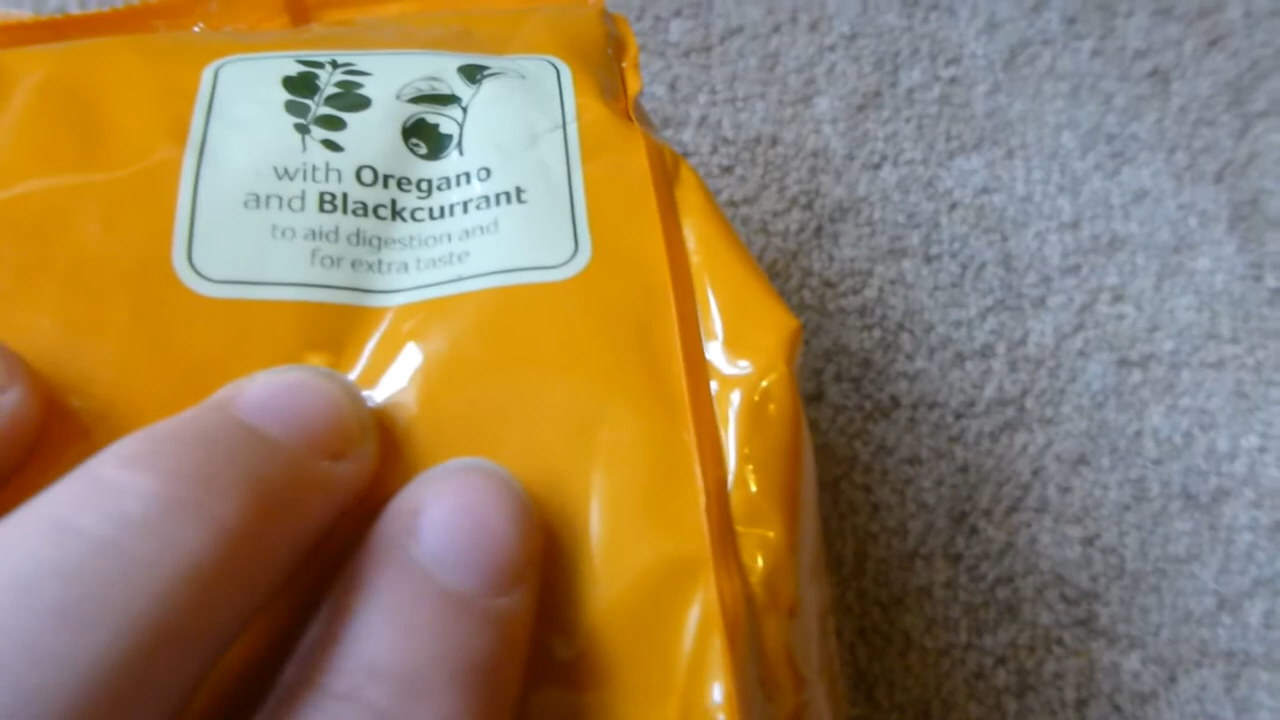 with Oregano
and Blackcurrant
to aid digestion and
for extra taste